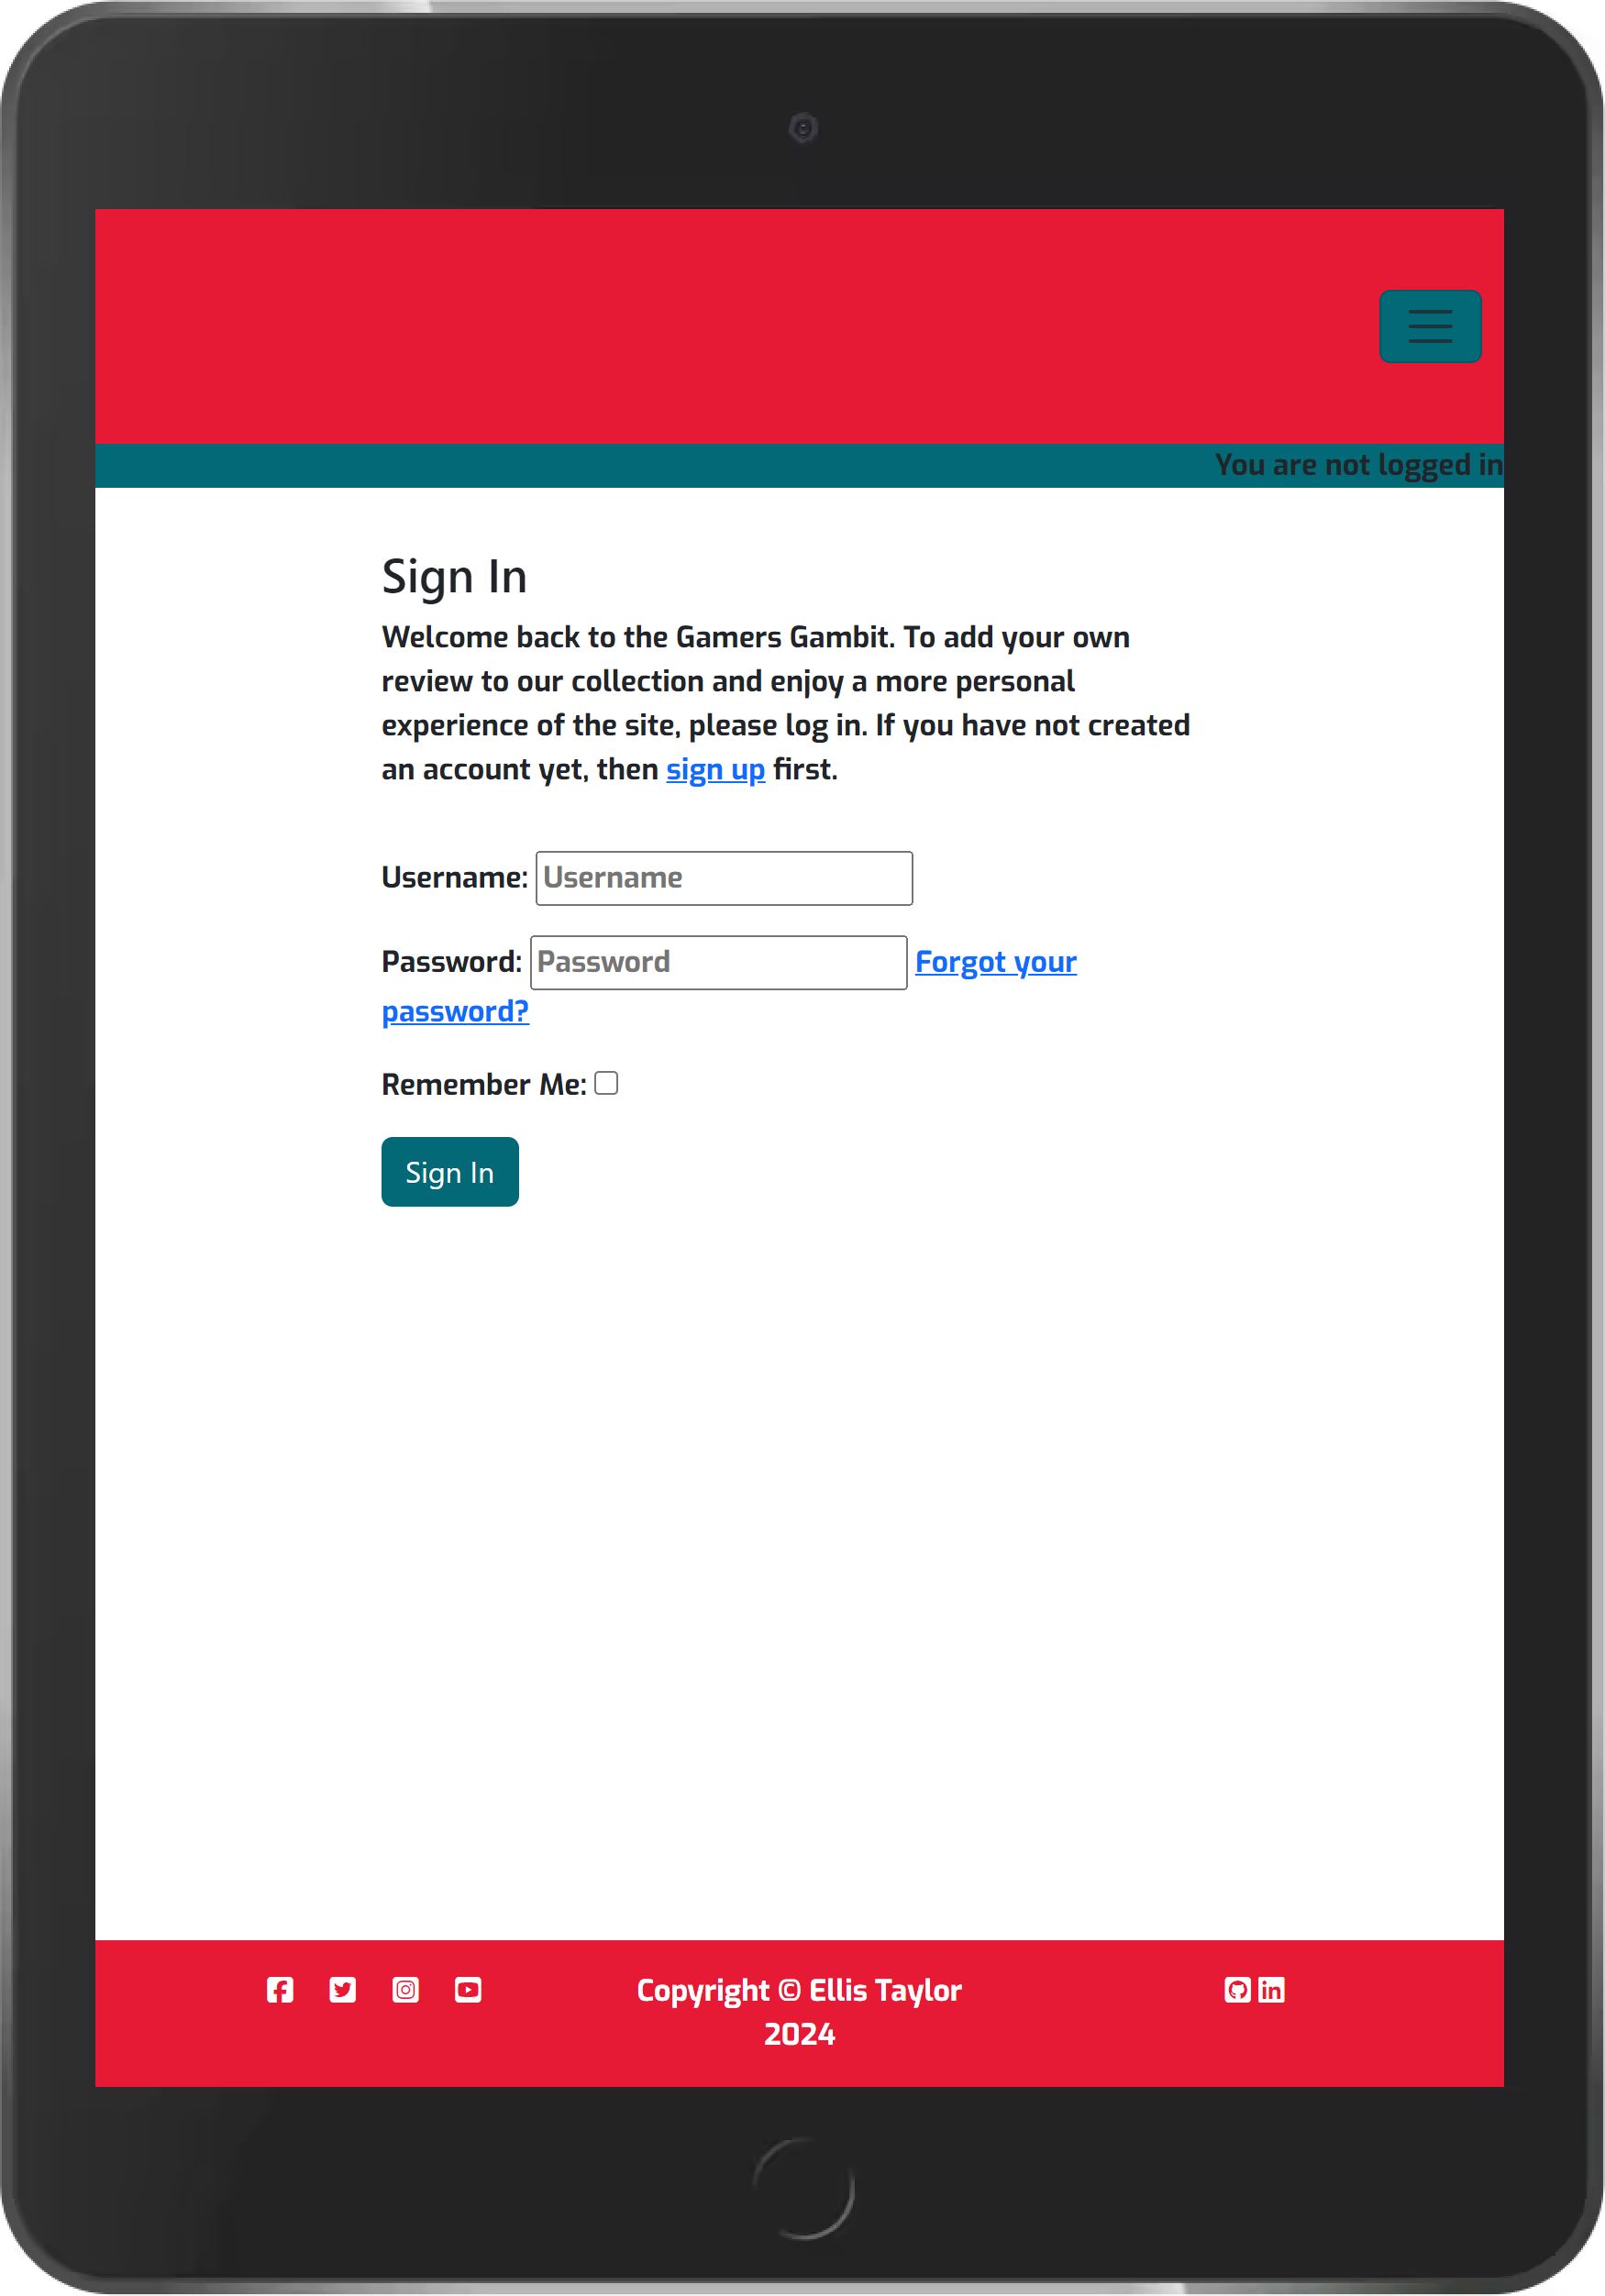 You are not logged in
Sign In
Welcome back to the Gamers Gambit. To add your own
review to our collection and enjoy a more personal
experience of the site, please log in. If you have not created
an account yet, then sign up first.
Username: Username
Password: Password Forgot your
password?
Remember Me:
Sign In
Copyright © Ellis Taylor
2024